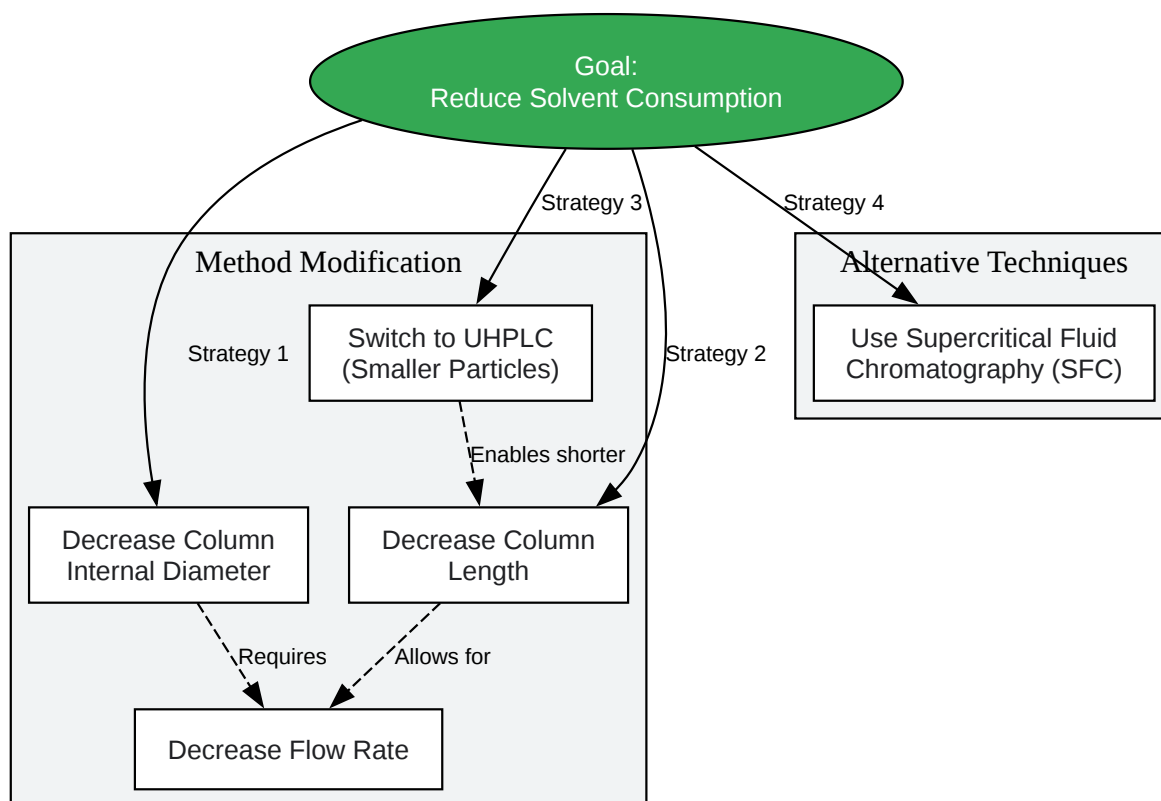 Goal:
Reduce Solvent Consumption
Strategy 3
Strategy 4
Method Modification
Alternative Techniques
Switch to UHPLC
(Smaller Particles)
Use Supercritical Fluid
Chromatography (SFC)
Strategy 1
Strategy 2
Enables shorter
Decrease Column
Internal Diameter
Decrease Column
Length
Requires
Allows for
Decrease Flow Rate